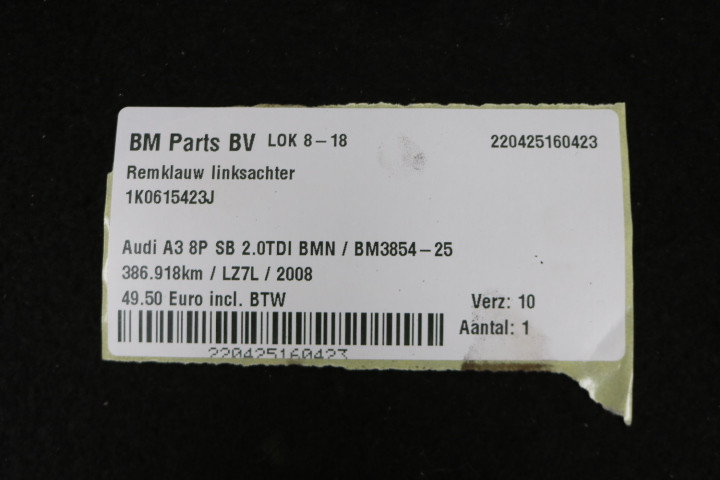 BM Parts BV LOK 8-18 220425160423
Remklauw linksachter
1K0615423J
Audi A3 8P SB 2.0TDI BMN / BM3854-25
386.918km / LZ7L / 2008
49.50 Euro incl. BTW Verz: 10
Aantal: 1
220425160423